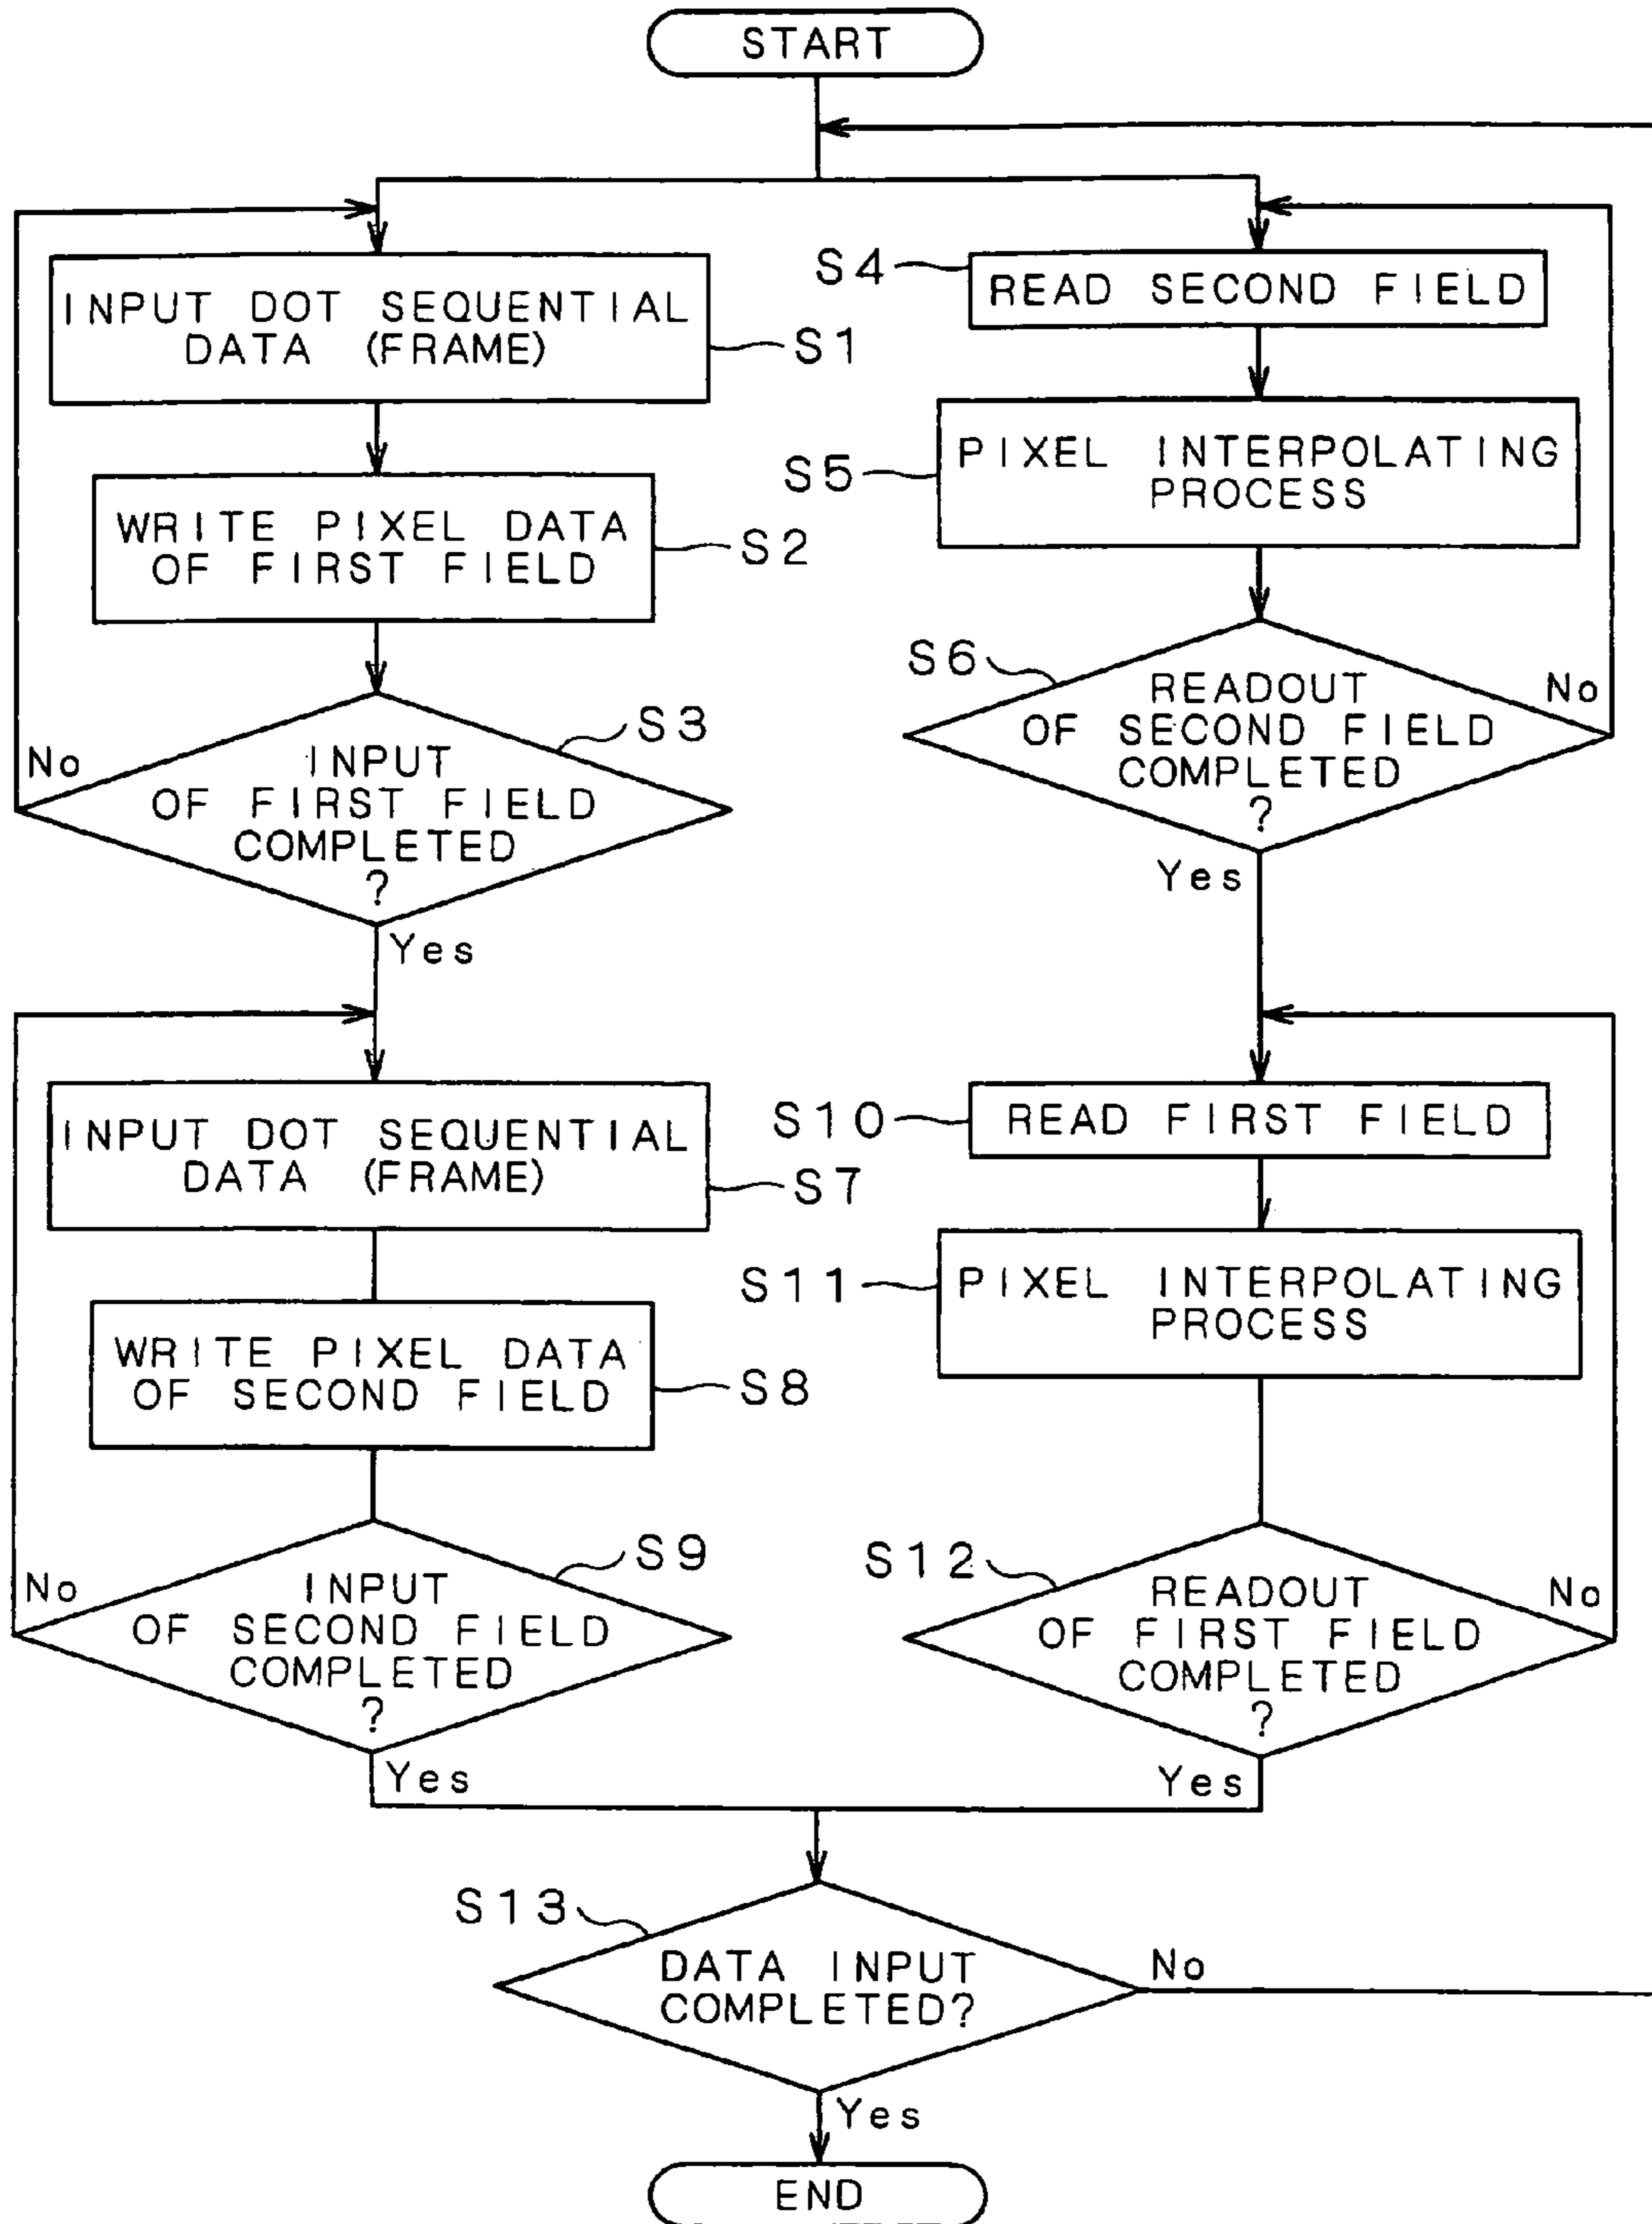 START
INPUT DOT SEQUENTIAL
DATA (FRAME)
S1
WRITE PIXEL DATA
OF FIRST FIELD
S2
S3
INPUT
OF FIRST FIELD
COMPLETED
?
No
Yes
S4
READ SECOND FIELD
S5
PIXEL INTERPOLATING
PROCESS
S6
READOUT
OF SECOND FIELD
COMPLETED
?
No
Yes
INPUT DOT SEQUENTIAL
DATA (FRAME)
S7
WRITE PIXEL DATA
OF SECOND FIELD
S8
S9
INPUT
OF SECOND FIELD
COMPLETED
?
No
Yes
S10
READ FIRST FIELD
S11
PIXEL INTERPOLATING
PROCESS
S12
READOUT
OF FIRST FIELD
COMPLETED
?
No
Yes
S13
DATA INPUT
COMPLETED?
No
Yes
END